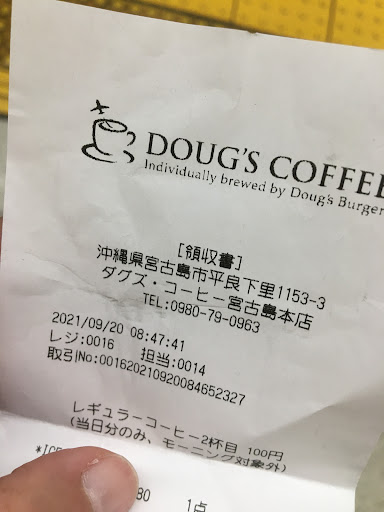 DOUG'S COFFEE
Individually brewed by Doug's Burger
[領収書]
沖縄県宮古島市平良下里1153-3
ダグズ・コーヒー宮古島本店
TEL:0980-79-0963
2021/09/20 08:47:41
レジ:0016 担当:0014
取引No:001620210920084652327
レギュラーコーヒー2杯目 100円
(当日分のみ、モーニング対象外)
80 1点